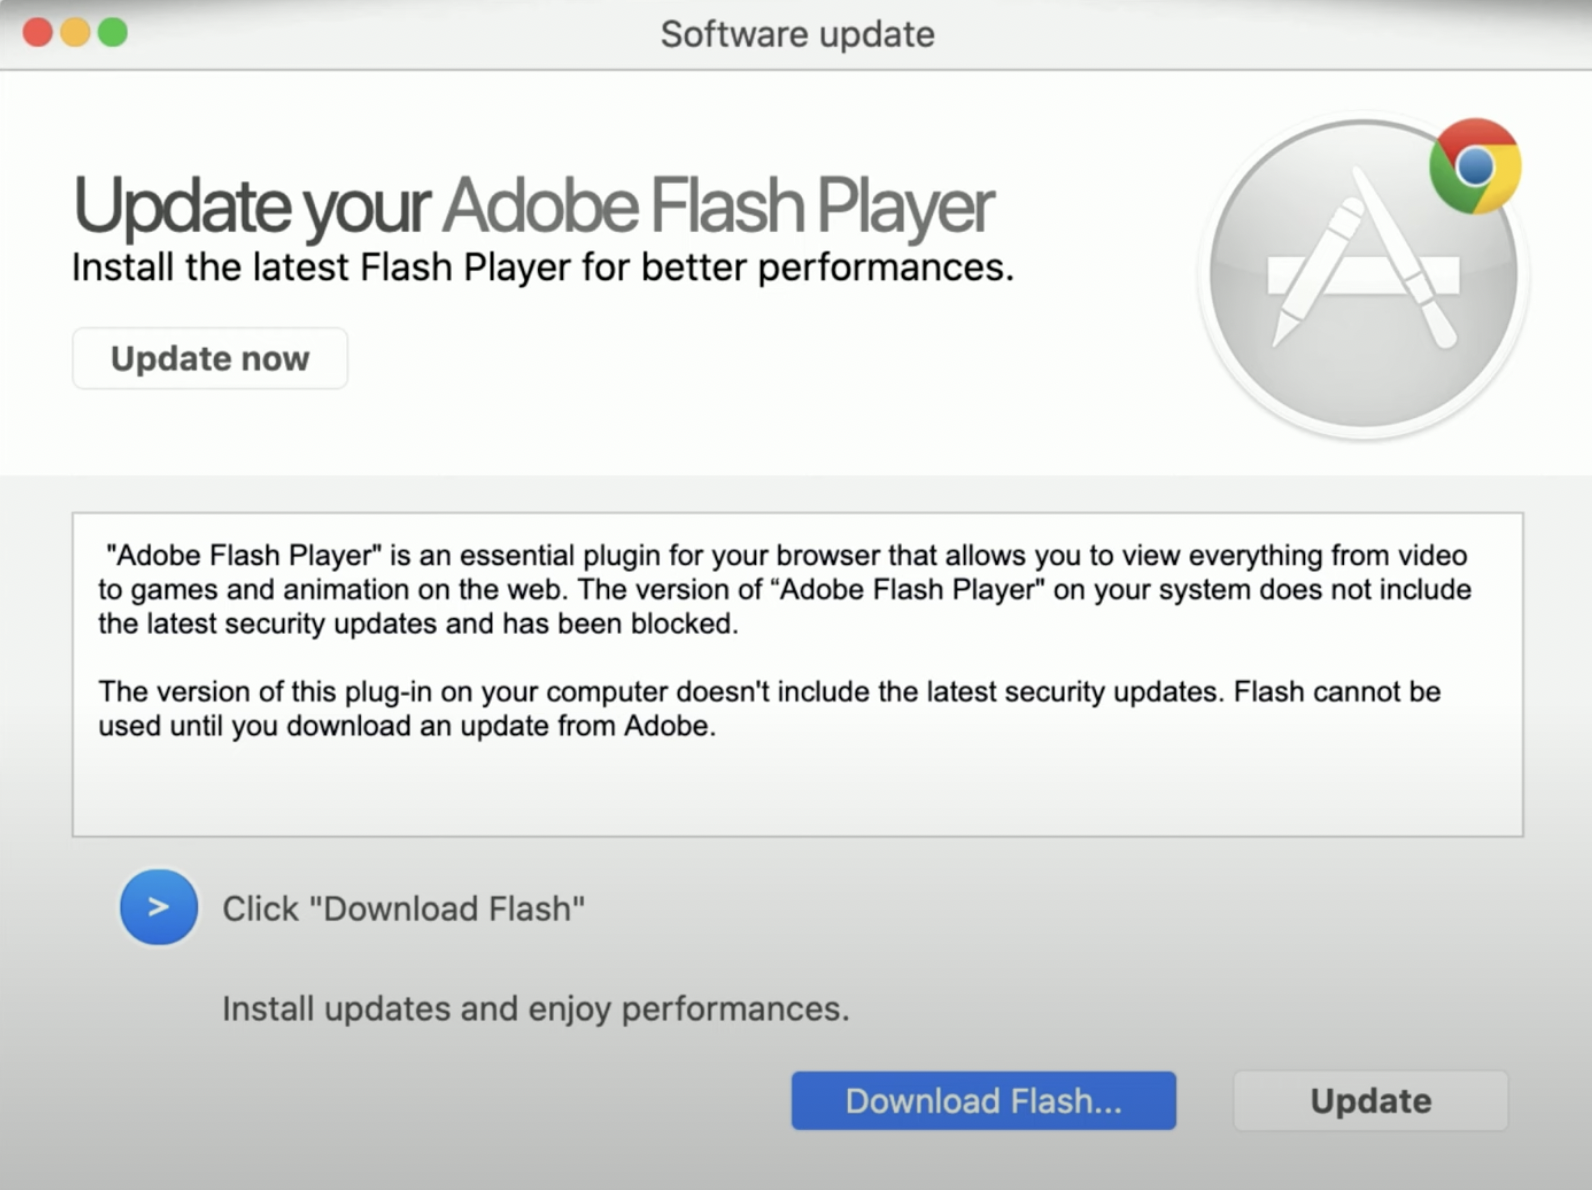 Software update
Update your Adobe Flash Player
Install the latest Flash Player for better performances.
Update now
"Adobe Flash Player" is an essential plugin for your browser that allows you to view everything from video
to games and animation on the web. The version of “Adobe Flash Player" on your system does not include
the latest security updates and has been blocked.
The version of this plug-in on your computer doesn't include the latest security updates. Flash cannot be
used until you download an update from Adobe.
> Click "Download Flash"
Install updates and enjoy performances.
Download Flash... Update